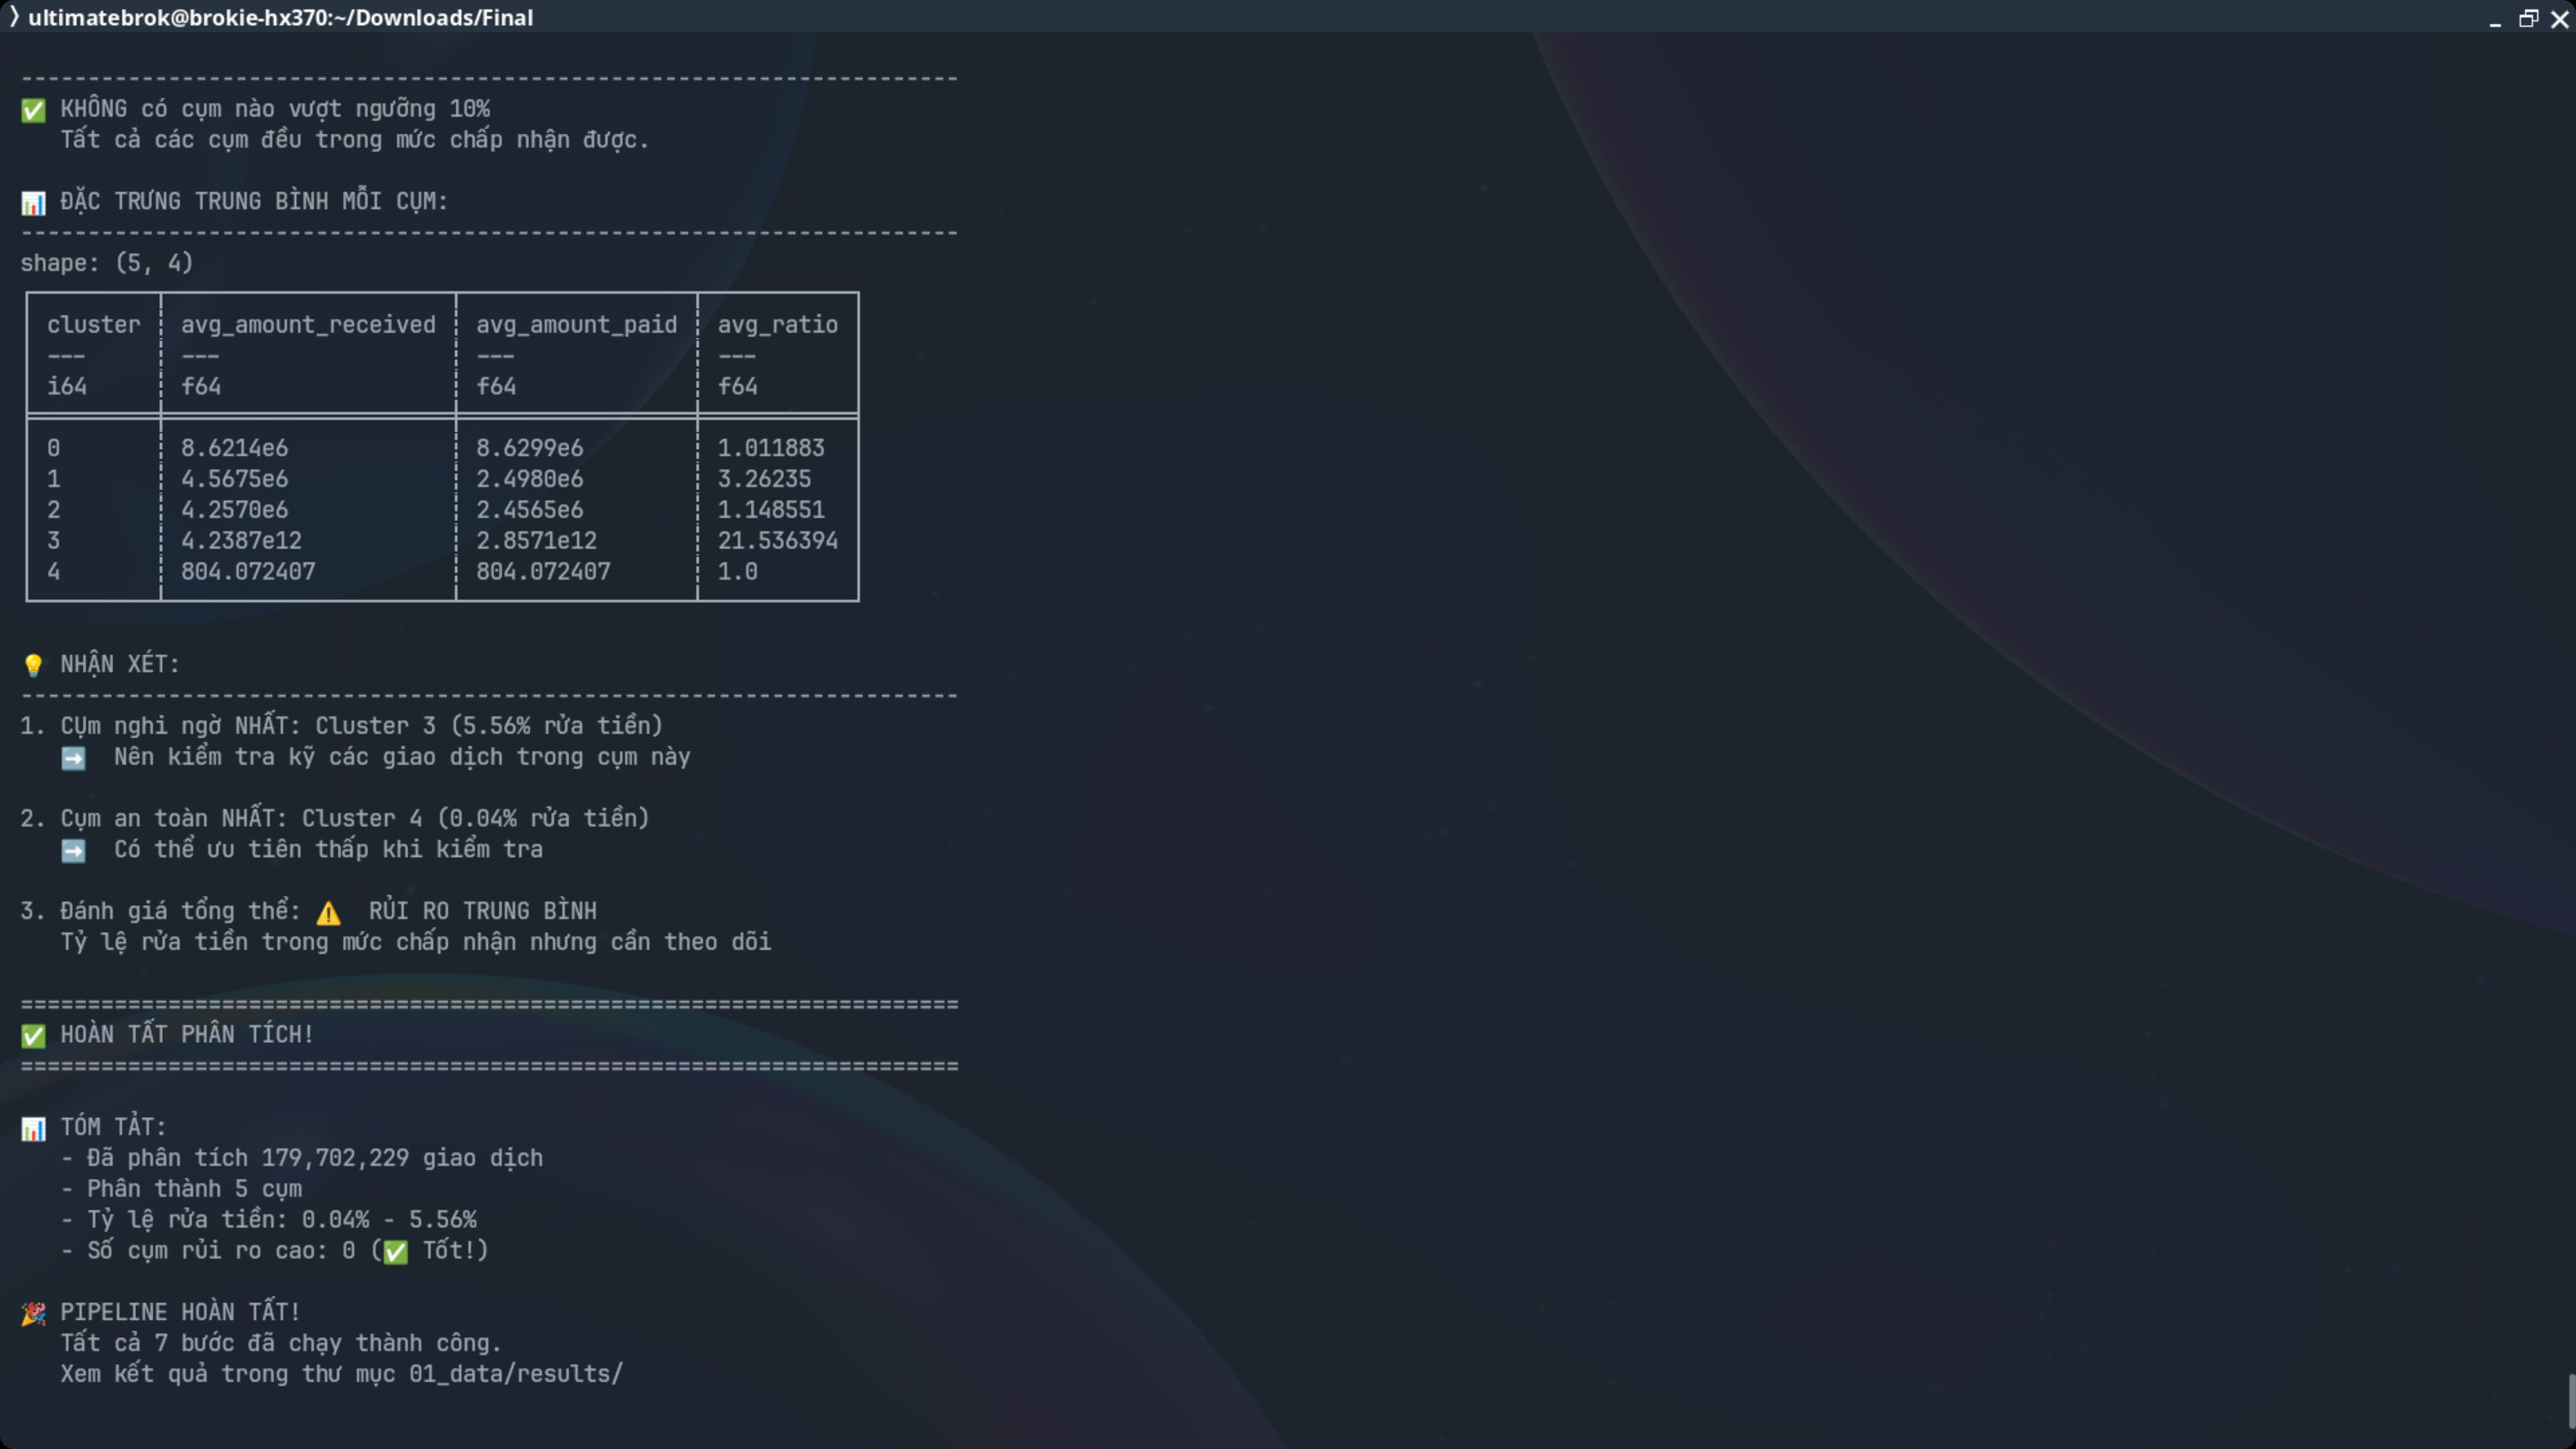 ❯ ultimatebrok@brokie-hx370:~/Downloads/Final
----------------------------------------------------------------------
✅ KHÔNG có cụm nào vượt ngưỡng 10%
Tất cả các cụm đều trong mức chấp nhận được.
📊 ĐẶC TRƯNG TRUNG BÌNH MỖI CỤM:
----------------------------------------------------------------------
shape: (5, 4)
cluster avg_amount_received avg_amount_paid avg_ratio
--- --- --- ---
i64 f64 f64 f64
0 8.6214e6 8.6299e6 1.011883
1 4.5675e6 2.4980e6 3.26235
2 4.2570e6 2.4565e6 1.148551
3 4.2387e12 2.8571e12 21.536394
4 804.072407 804.072407 1.0
💡 NHẬN XÉT:
----------------------------------------------------------------------
1. CỤm nghi ngờ NHẤT: Cluster 3 (5.56% rửa tiền)
➡️ Nên kiểm tra kỹ các giao dịch trong cụm này
2. Cụm an toàn NHẤT: Cluster 4 (0.04% rửa tiền)
➡️ Có thể ưu tiên thấp khi kiểm tra
3. Đánh giá tổng thể: ⚠️ RỦI RO TRUNG BÌNH
Tỷ lệ rửa tiền trong mức chấp nhận nhưng cần theo dõi
======================================================================
✅ HOÀN TẤT PHÂN TÍCH!
======================================================================
📊 TÓM TẢT:
- Đã phân tích 179,702,229 giao dịch
- Phân thành 5 cụm
- Tỷ lệ rửa tiền: 0.04% - 5.56%
- Số cụm rủi ro cao: 0 (✅ Tốt!)
🎉 PIPELINE HOÀN TẤT!
Tất cả 7 bước đã chạy thành công.
Xem kết quả trong thư mục 01_data/results/